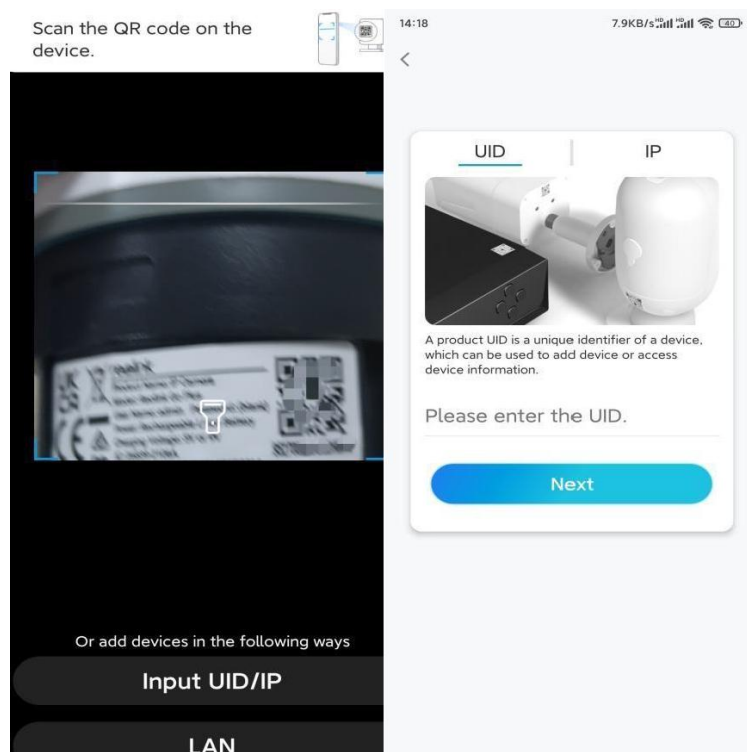 Scan the QR code on the
device.
Or add devices in the following ways
Input UID/IP
LAN
14:18
7.9KB/s
40
UID
IP
A product UID is a unique identifier of a device,
which can be used to add device or access
device information.
Please enter the UID.
Next